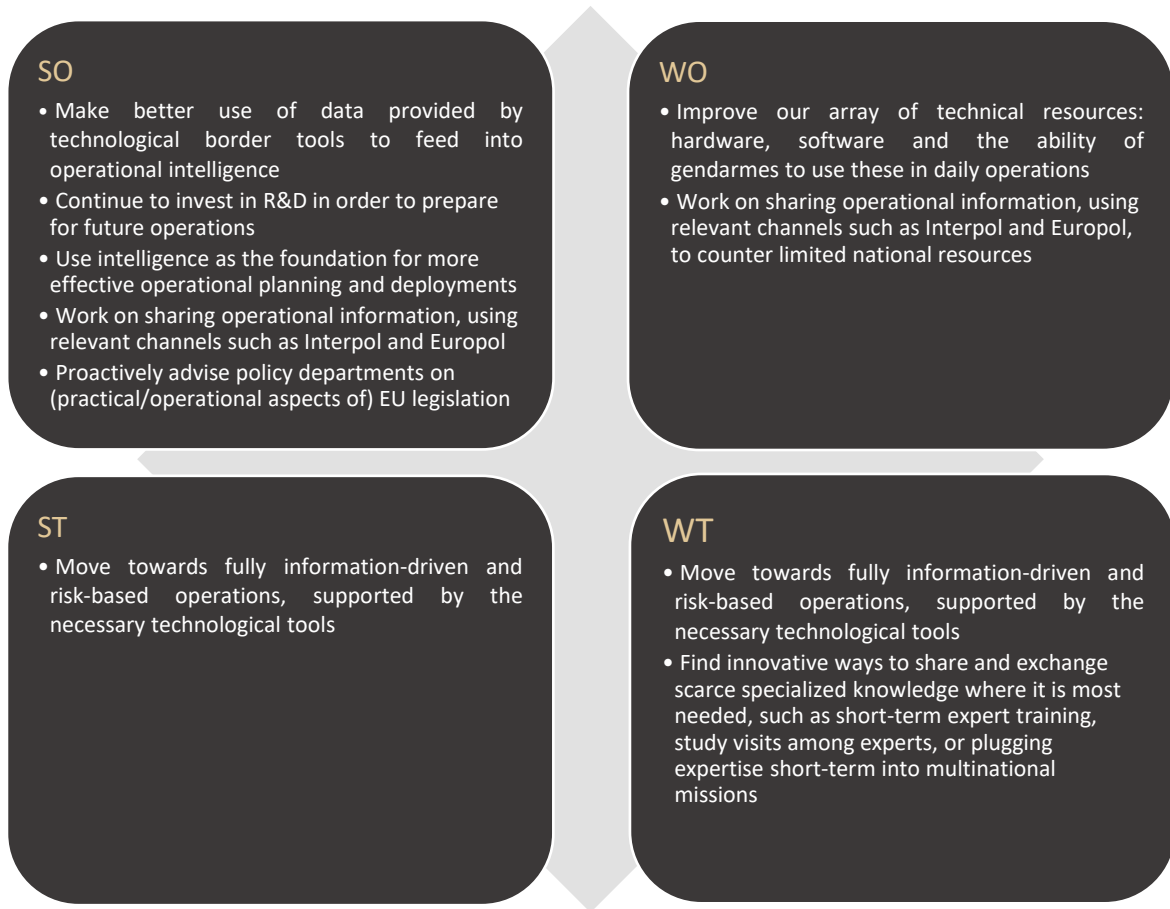 SO
• Make better use of data provided by
technological border tools to feed into
operational intelligence
• Continue to invest in R&D in order to prepare
for future operations
• Use intelligence as the foundation for more
effective operational planning and deployments
• Work on sharing operational information, using
relevant channels such as Interpol and Europol
• Proactively advise policy departments on
(practical/operational aspects of) EU legislation
WO
• Improve our array of technical resources:
hardware, software and the ability of
gendarmes to use these in daily operations
• Work on sharing operational information, using
relevant channels such as Interpol and Europol,
to counter limited national resources
ST
• Move towards fully information-driven and
risk-based operations, supported by the
necessary technological tools
WT
• Move towards fully information-driven and
risk-based operations, supported by the
necessary technological tools
• Find innovative ways to share and exchange
scarce specialized knowledge where it is most
needed, such as short-term expert training,
study visits among experts, or plugging
expertise short-term into multinational
missions